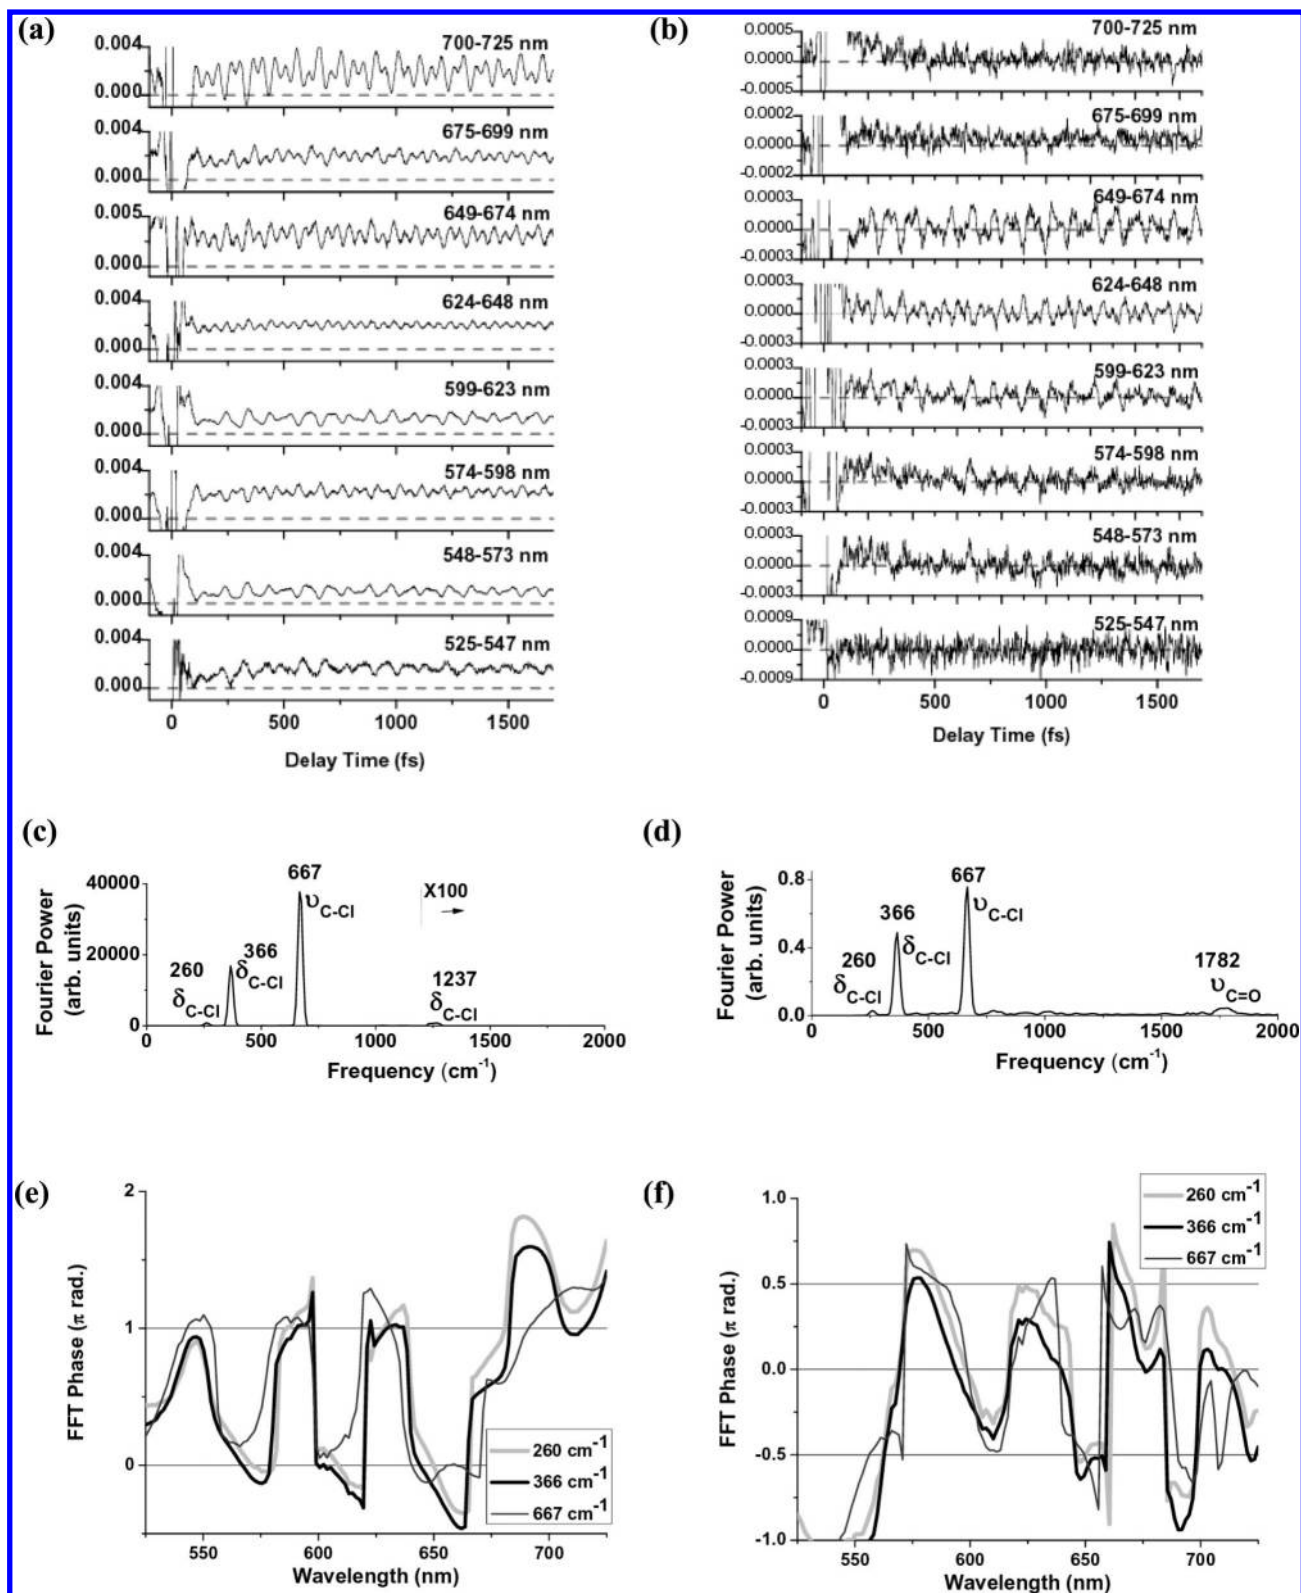 (a)
0.004
0.000
700-725 nm
0.004
0.000
675-699 nm
0.005
0.000
649-674 nm
0.004
0.000
624-648 nm
0.004
0.000
599-623 nm
0.004
0.000
574-598 nm
0.004
0.000
548-573 nm
0.004
0.000
525-547 nm
0 500 1000 1500
Delay Time (fs)
(b)
0.0005
0.0000
-0.0005
700-725 nm
0.0002
0.0000
-0.0002
675-699 nm
0.0003
0.0000
-0.0003
649-674 nm
0.0003
0.0000
-0.0003
624-648 nm
0.0003
0.0000
-0.0003
599-623 nm
0.0003
0.0000
-0.0003
574-598 nm
0.0003
0.0000
-0.0003
548-573 nm
0.0009
0.0000
-0.0009
525-547 nm
0 500 1000 1500
Delay Time (fs)
(c)
Fourier Power
(arb. units)
40000
20000
0
260
δC-Cl
366
δC-Cl
667
υC-Cl
X100
1237
δC-Cl
0 500 1000 1500 2000
Frequency (cm-1)
(d)
Fourier Power
(arb. units)
0.8
0.4
0.0
260
δC-Cl
366
δC-Cl
667
υC-Cl
1782
υC=O
0 500 1000 1500 2000
Frequency (cm-1)
(e)
FFT Phase (π rad.)
2
1
0
260 cm-1
366 cm-1
667 cm-1
550 600 650 700
Wavelength (nm)
(f)
FFT Phase (π rad.)
1.0
0.5
0.0
-0.5
-1.0
260 cm-1
366 cm-1
667 cm-1
550 600 650 700
Wavelength (nm)